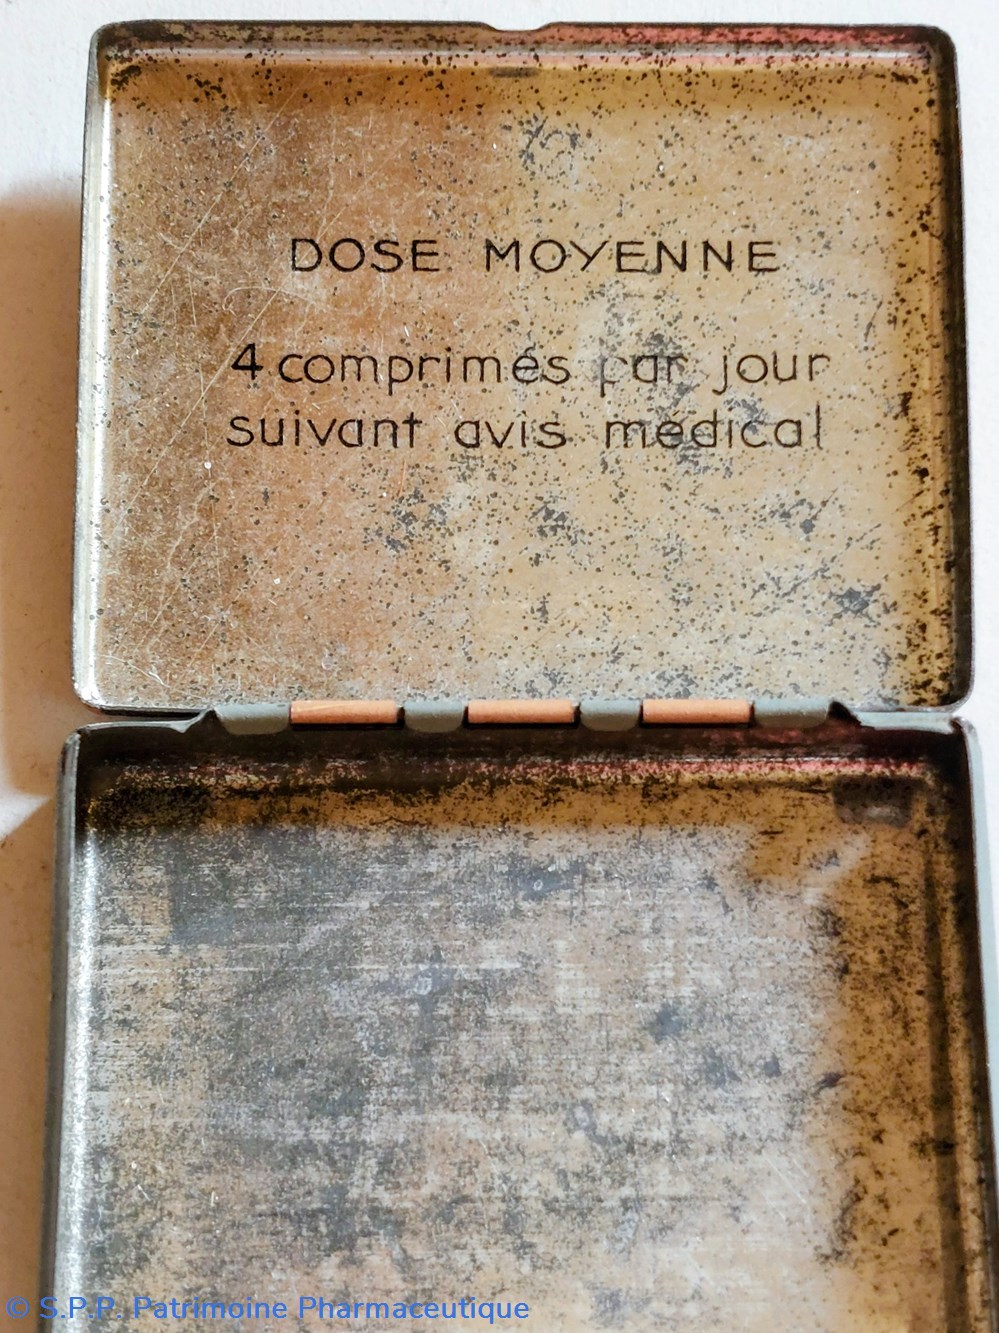 DOSE MOYENNE
4 comprimés par jour
suivant avis médical
© S.P.P. Patrimoine Pharmaceutique